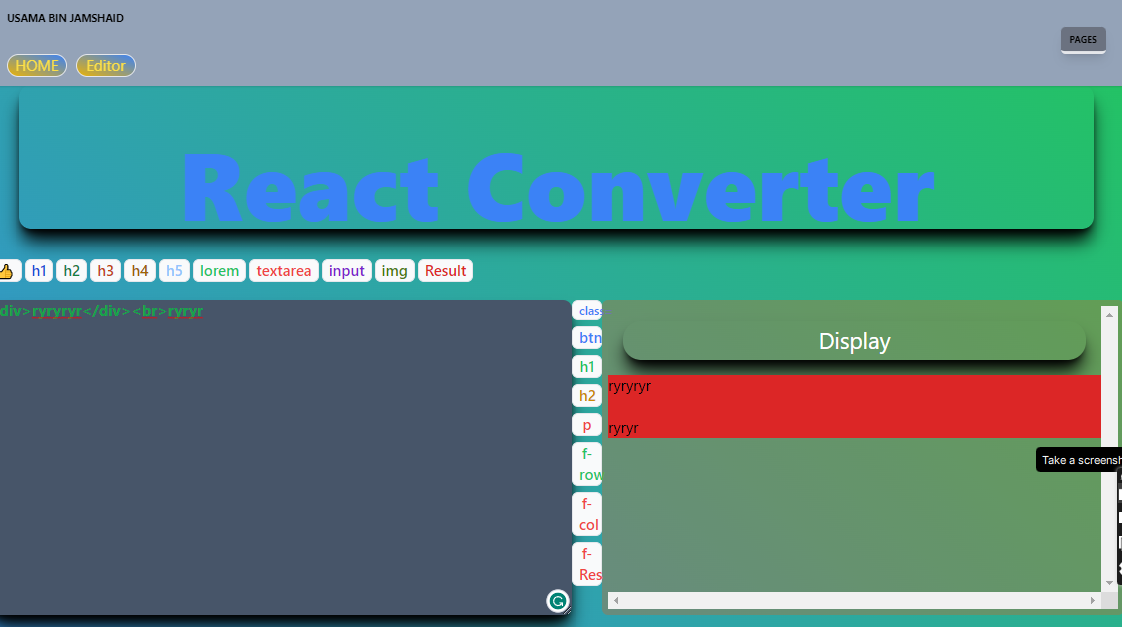 USAMA BIN JAMSHAID
PAGES
HOME Editor
React Converter
h1 h2 h3 h4 h5 lorem textarea input img Result
div>ryryryr</div><br>ryryr
class
btn
h1
h2
p
f-
row
f-
col
f-
Res
Display
ryryryr
ryryr
Take a screensh